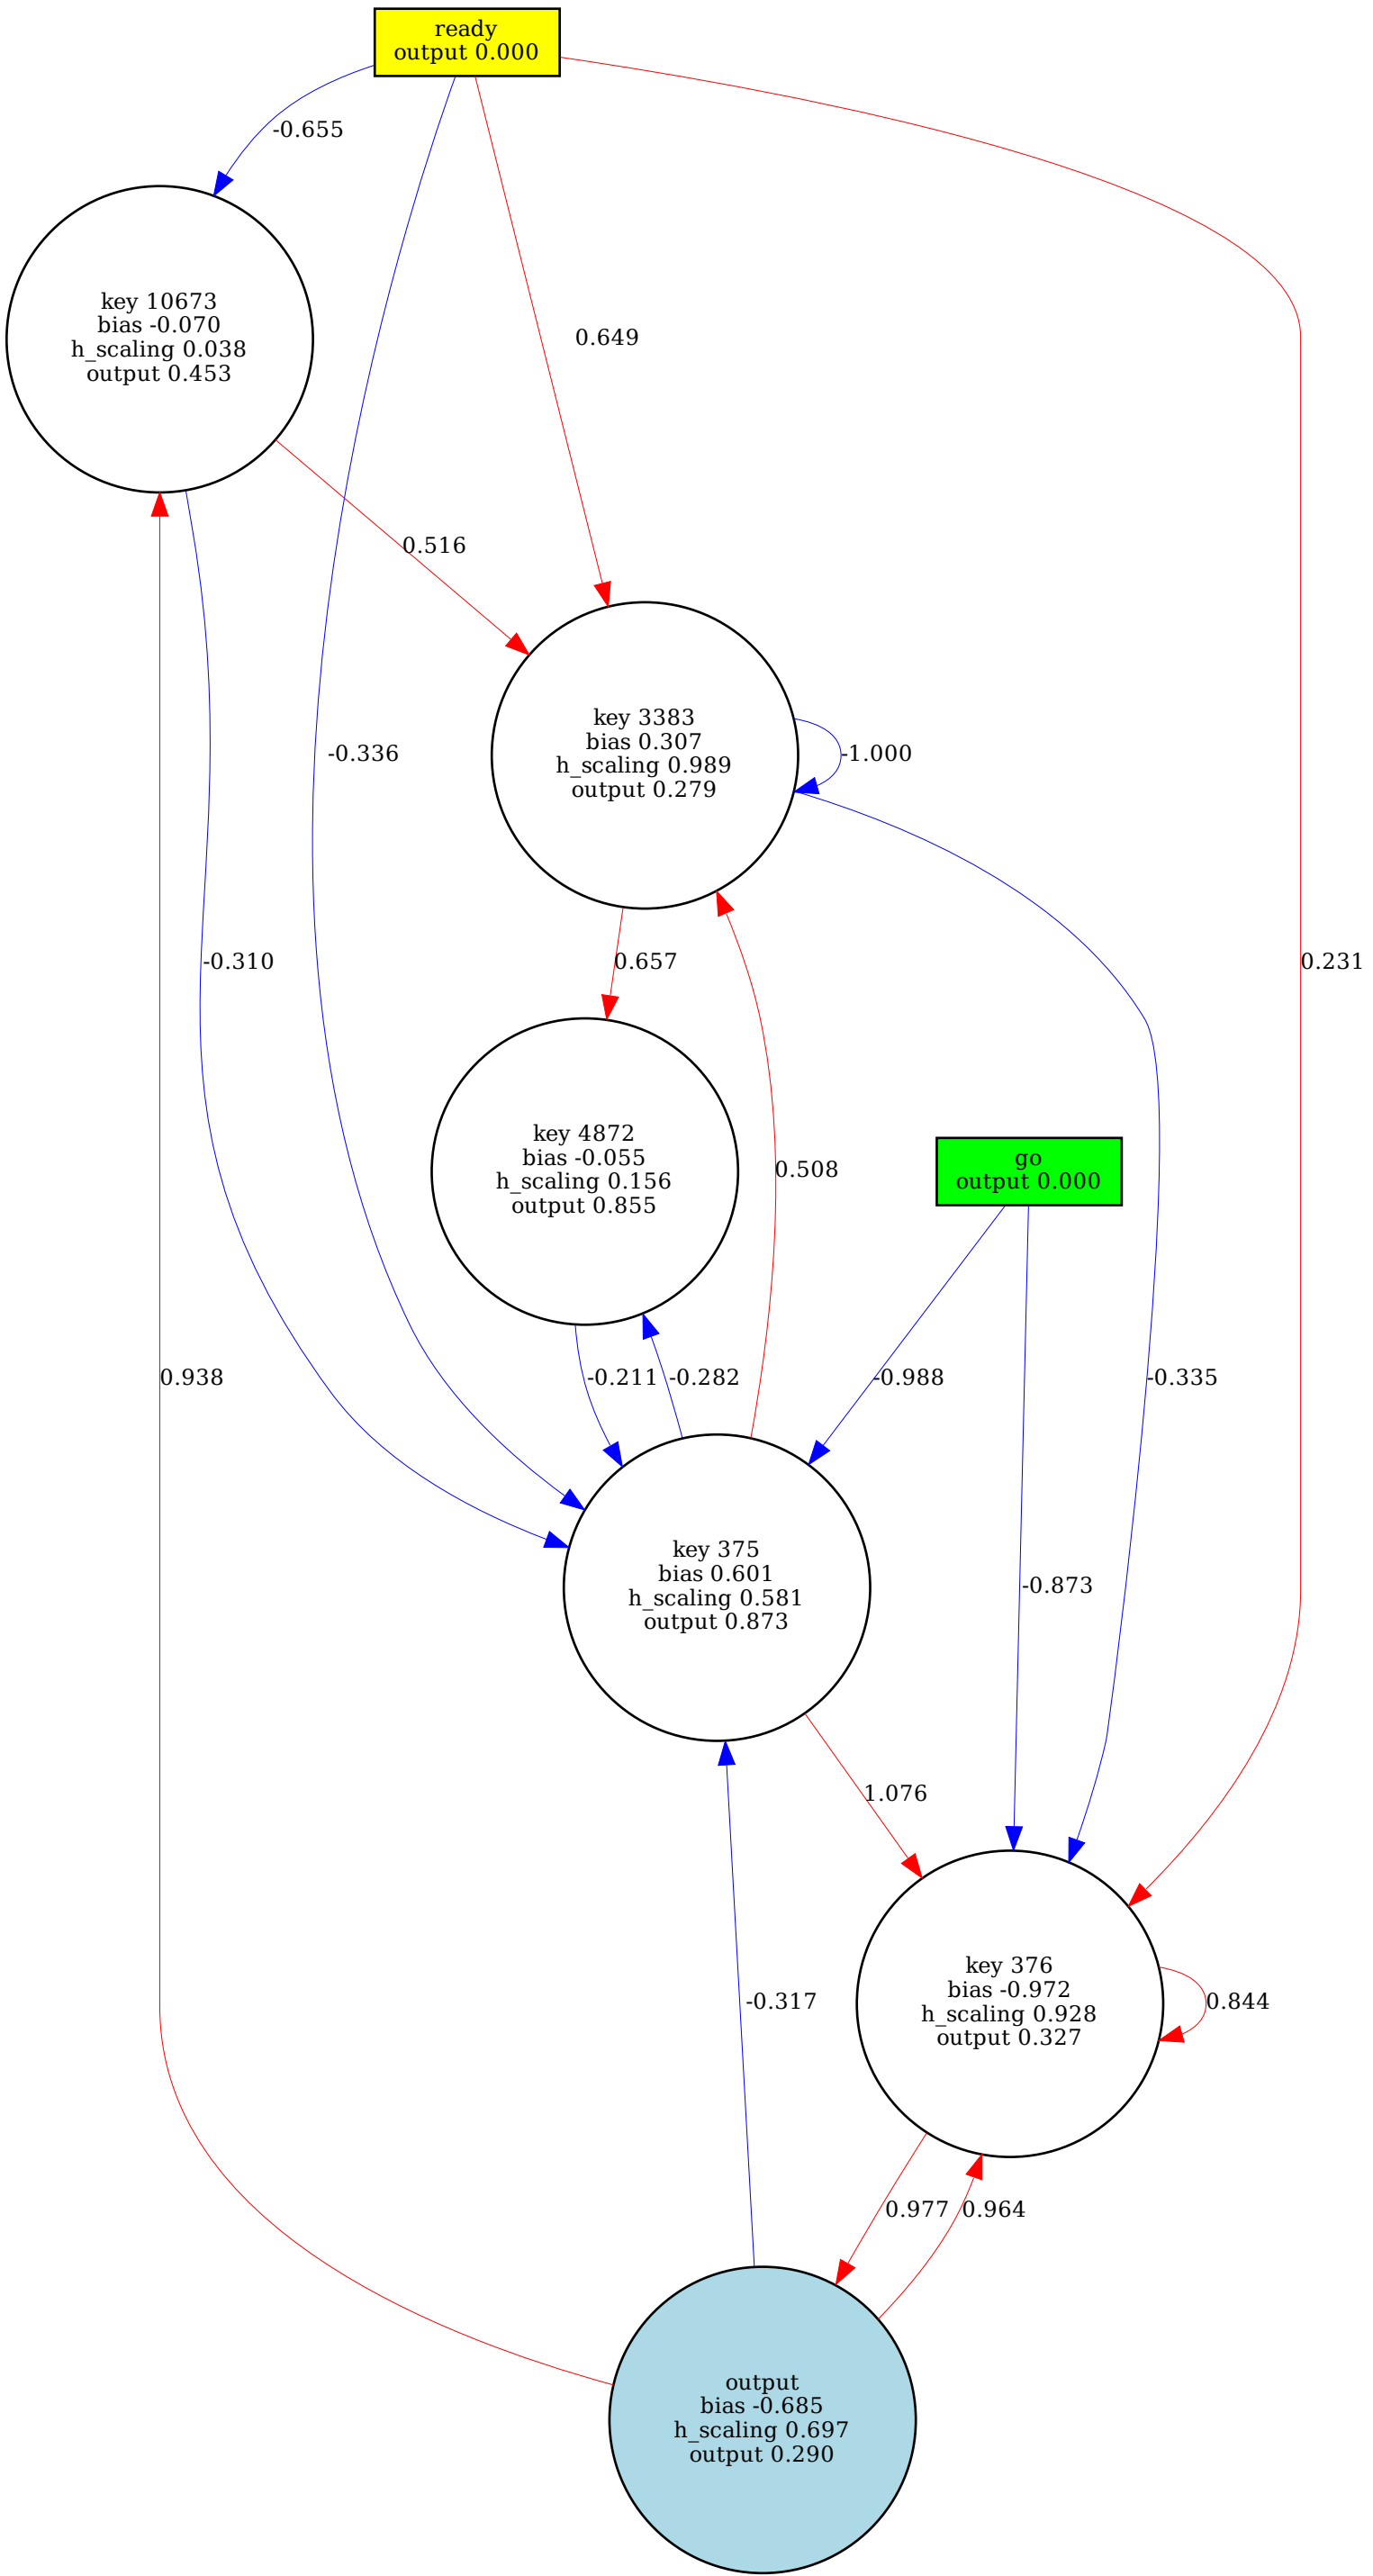 ready
output 0.000
-0.655
key 10673
bias -0.070
h_scaling 0.038
output 0.453
0.649
0.516
key 3383
bias 0.307
h_scaling 0.989
output 0.279
-0.336
-1.000
-0.310
0.657
0.231
key 4872
bias -0.055
h_scaling 0.156
output 0.855
go
output 0.000
0.508
0.938
-0.211
-0.282
-0.988
-0.335
key 375
bias 0.601
h_scaling 0.581
output 0.873
-0.873
1.076
key 376
bias -0.972
h_scaling 0.928
output 0.327
-0.317
0.844
0.977
0.964
output
bias -0.685
h_scaling 0.697
output 0.290